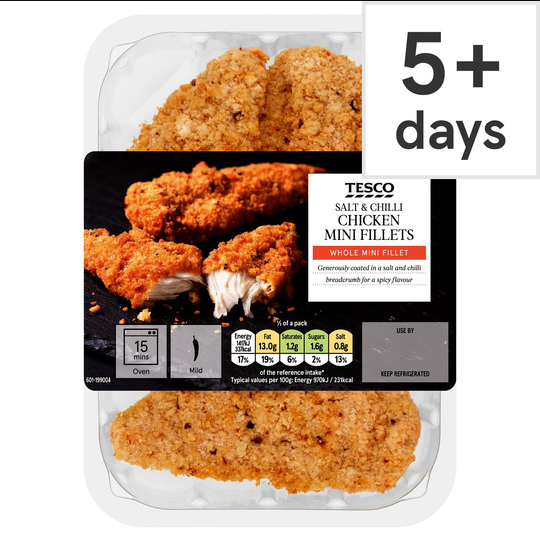 5+
days
TESCO
SALT & CHILLI
CHICKEN
MINI FILLETS
WHOLE MINI FILLET
Generously coated in a salt and chilli
breadcrumb for a spicy flavour
15
mins
Oven
Mild
½ of a pack
Energy Fat Saturates Sugars Salt
1417kJ 13.0g 1.2g 1.6g 0.8g
337kcal
17% 19% 6% 2% 13%
of the reference intake*
Typical values per 100g: Energy 970kJ / 231kcal
USE BY
KEEP REFRIGERATED
601-199004